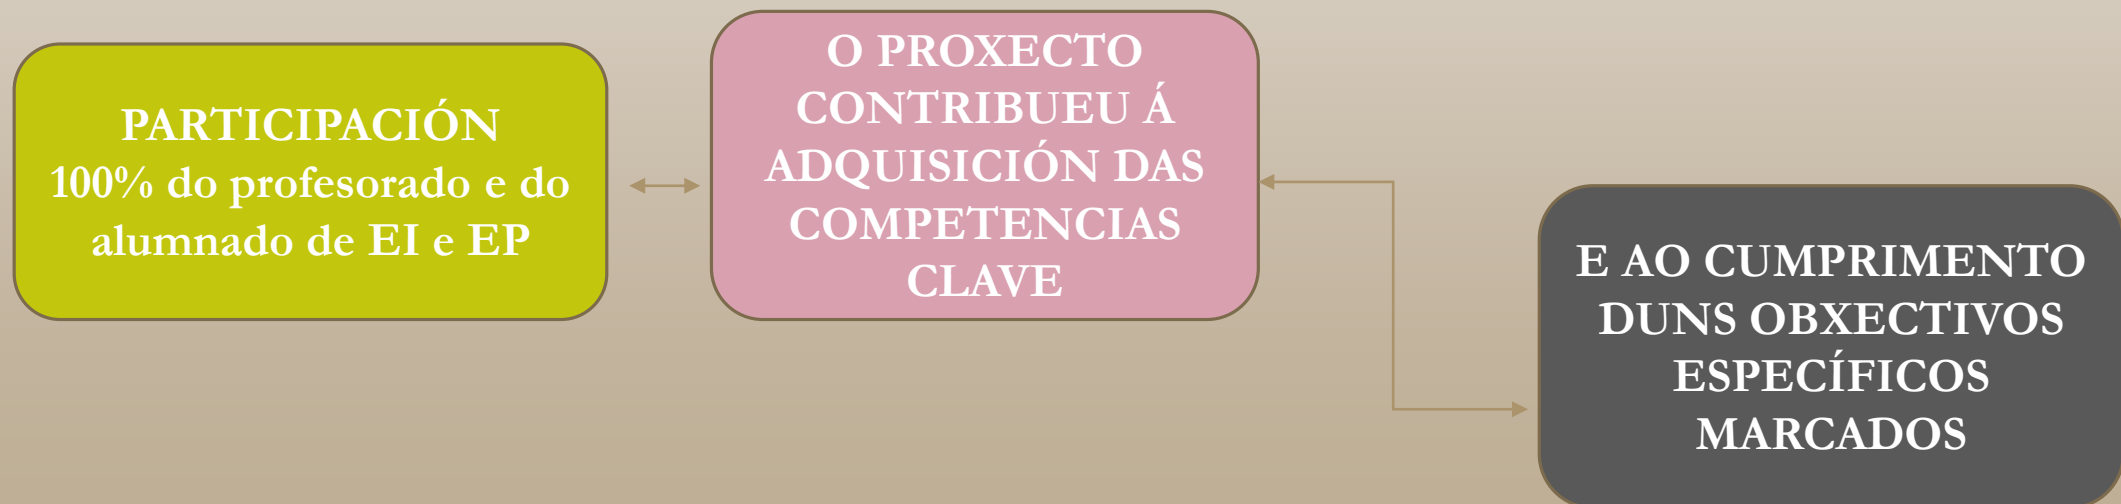 PARTICIPACIÓN
100% do profesorado e do
alumnado de EI e EP
O PROXECTO
CONTRIBUEU Á
ADQUISICIÓN DAS
COMPETENCIAS
CLAVE
E AO CUMPRIMENTO
DUNS OBXECTIVOS
ESPECÍFICOS
MARCADOS